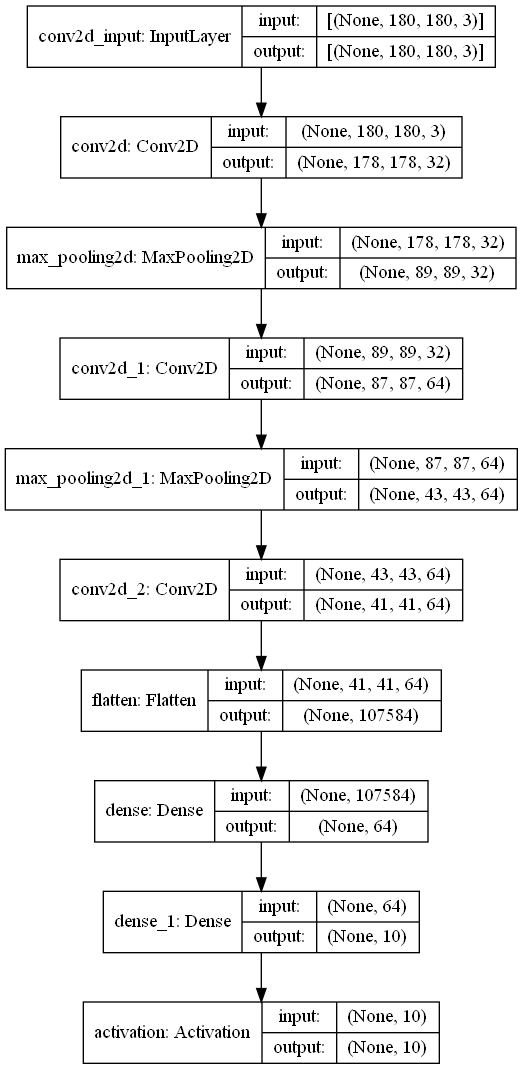 conv2d_input: InputLayer
input:
[(None, 180, 180, 3)]
output:
[(None, 180, 180, 3)]
conv2d: Conv2D
input:
(None, 180, 180, 3)
output:
(None, 178, 178, 32)
max_pooling2d: MaxPooling2D
input:
(None, 178, 178, 32)
output:
(None, 89, 89, 32)
conv2d_1: Conv2D
input:
(None, 89, 89, 32)
output:
(None, 87, 87, 64)
max_pooling2d_1: MaxPooling2D
input:
(None, 87, 87, 64)
output:
(None, 43, 43, 64)
conv2d_2: Conv2D
input:
(None, 43, 43, 64)
output:
(None, 41, 41, 64)
flatten: Flatten
input:
(None, 41, 41, 64)
output:
(None, 107584)
dense: Dense
input:
(None, 107584)
output:
(None, 64)
dense_1: Dense
input:
(None, 64)
output:
(None, 10)
activation: Activation
input:
(None, 10)
output:
(None, 10)